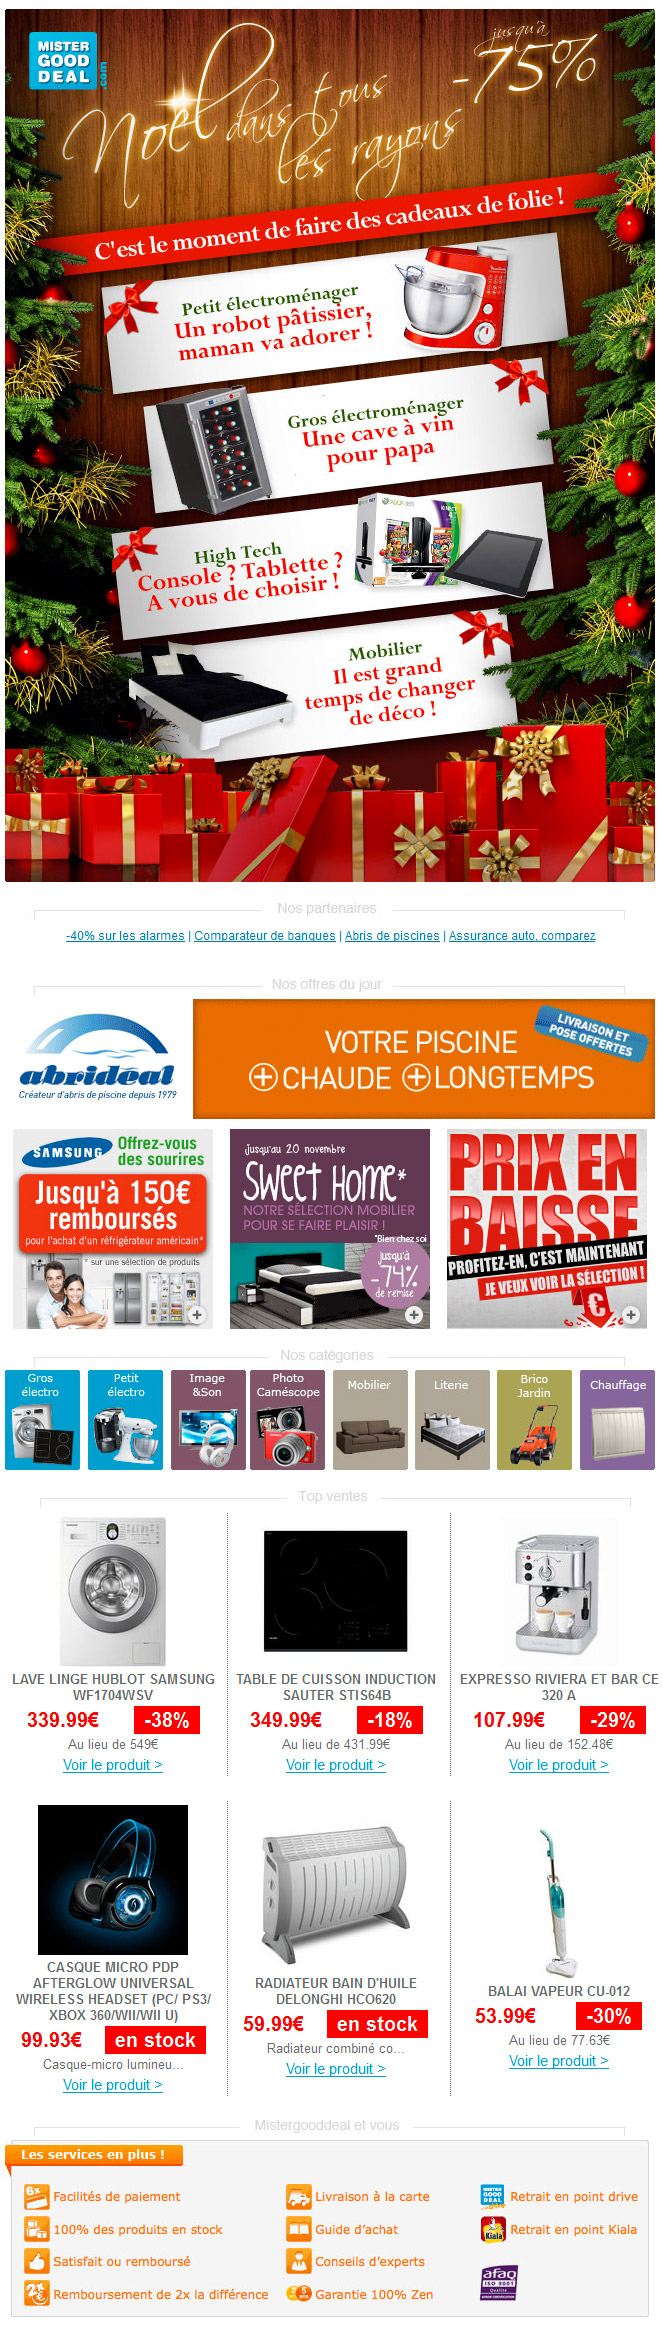 MISTER
GOOD
DEAL
.com
jusqu'à
-75%
Noël dans tous
les rayons
C'est le moment de faire des cadeaux de folie !
Petit électroménager
Un robot pâtissier,
maman va adorer !
Gros électroménager
Une cave à vin
pour papa
High Tech
Console ? Tablette ?
A vous de choisir !
Mobilier
Il est grand
temps de changer
de déco !
Nos partenaires
-40% sur les alarmes | Comparateur de banques | Abris de piscines | Assurance auto, comparez
Nos offres du jour
abridéal
Créateur d'abris de piscine depuis 1979
VOTRE PISCINE
+ CHAUDE + LONGTEMPS
LIVRAISON ET
POSE OFFERTES
SAMSUNG
Offrez-vous
des sourires
Jusqu'à 150€
remboursés
pour l'achat d'un réfrigérateur américain*
* sur une sélection de produits
Jusqu'au 20 novembre
SWEET HOME*
NOTRE SÉLECTION MOBILIER
POUR SE FAIRE PLAISIR !
*Bien chez soi
jusqu'à
-74%
de remise
PRIX EN
BAISSE
PROFITEZ-EN, C'EST MAINTENANT
JE VEUX VOIR LA SÉLECTION !
€
Nos catégories
Gros
électro
Petit
électro
Image
&Son
Photo
Caméscope
Mobilier
Literie
Brico
Jardin
Chauffage
Top ventes
LAVE LINGE HUBLOT SAMSUNG
WF1704WSV
339.99€ -38%
Au lieu de 549€
Voir le produit >
TABLE DE CUISSON INDUCTION
SAUTER STIS64B
349.99€ -18%
Au lieu de 431.99€
Voir le produit >
EXPRESSO RIVIERA ET BAR CE
320 A
107.99€ -29%
Au lieu de 152.48€
Voir le produit >
CASQUE MICRO PDP
AFTERGLOW UNIVERSAL
WIRELESS HEADSET (PC/ PS3/
XBOX 360/WII/WII U)
99.93€ en stock
Casque-micro lumineu...
Voir le produit >
RADIATEUR BAIN D'HUILE
DELONGHI HCO620
59.99€ en stock
Radiateur combiné co...
Voir le produit >
BALAI VAPEUR CU-012
53.99€ -30%
Au lieu de 77.63€
Voir le produit >
Mistergooddeal et vous
Les services en plus !
6x Facilités de paiement
100% des produits en stock
Satisfait ou remboursé
2x€ Remboursement de 2x la différence
Livraison à la carte
Guide d'achat
Conseils d'experts
Garantie 100% Zen
MISTER GOOD DEAL Retrait en point drive
Kiala Retrait en point Kiala
afaq
ISO 9001
Qualité